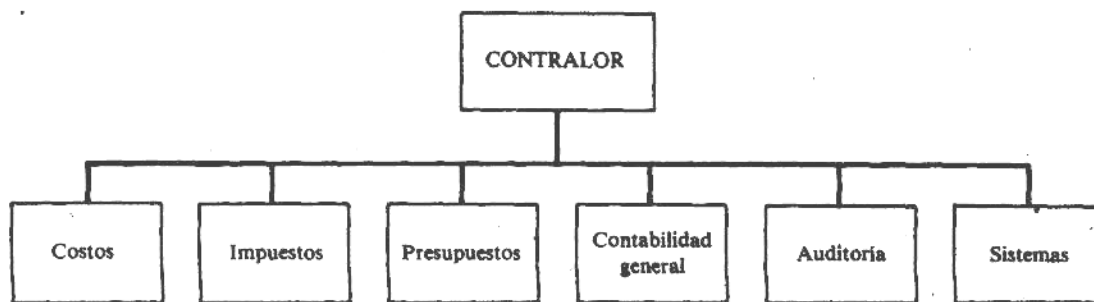 CONTRALOR
Costos
Impuestos
Presupuestos
Contabilidad
general
Auditoría
Sistemas